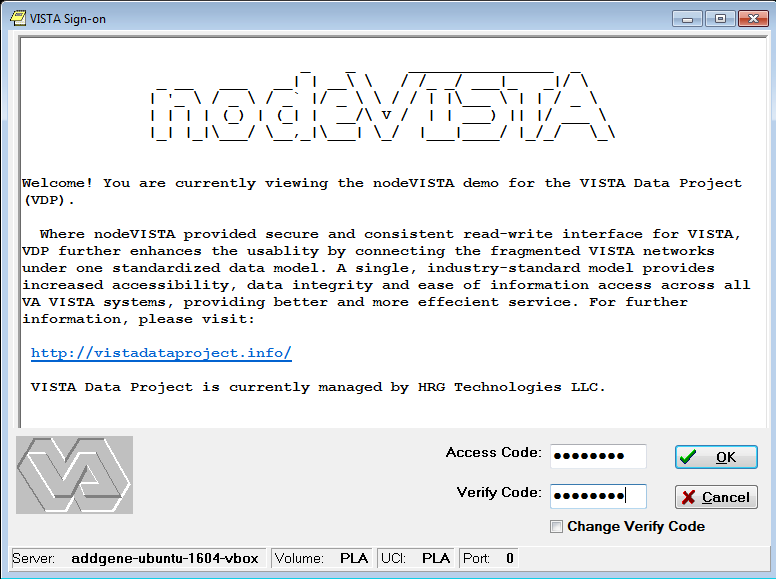 VISTA Sign-on
nodeVISTA
Welcome! You are currently viewing the nodeVISTA demo for the VISTA Data Project
(VDP).
Where nodeVISTA provided secure and consistent read-write interface for VISTA,
VDP further enhances the usablity by connecting the fragmented VISTA networks
under one standardized data model. A single, industry-standard model provides
increased accessibility, data integrity and ease of information access across all
VA VISTA systems, providing better and more effecient service. For further
information, please visit:
http://vistadataproject.info/
VISTA Data Project is currently managed by HRG Technologies LLC.
VA
Access Code: ●●●●●●●● OK
Verify Code: ●●●●●●●● Cancel
Change Verify Code
Server: addgene-ubuntu-1604-vbox Volume: PLA UCI: PLA Port: 0